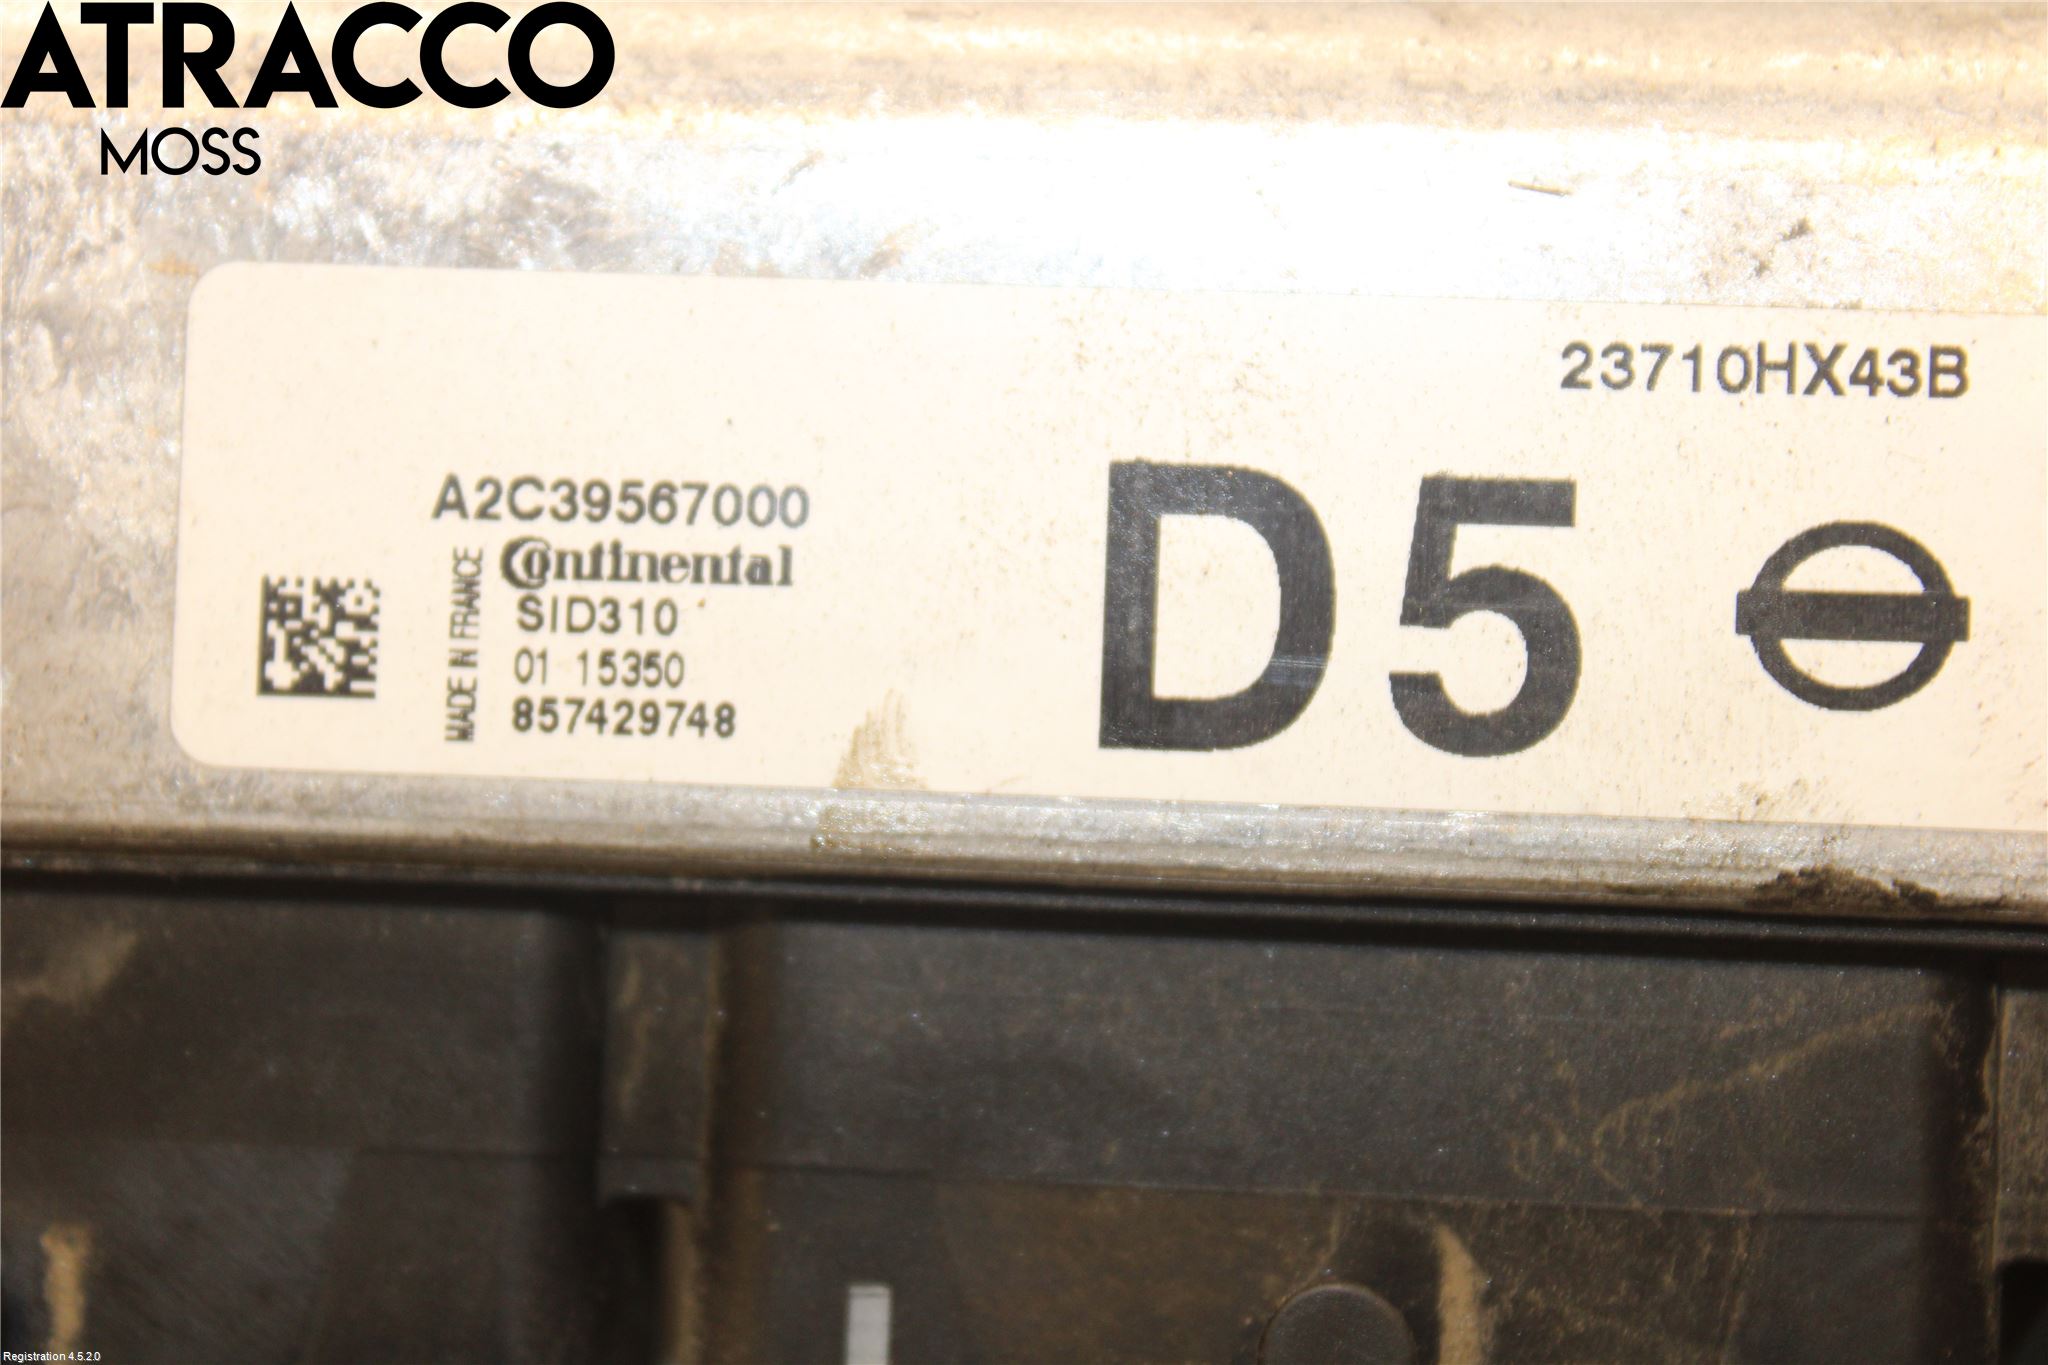 ATRACCO
MOSS
23710HX43B
A2C39567000
Continental
SID310
01 15350
857429748
MADE IN FRANCE
D5
Registration 4.5.2.0